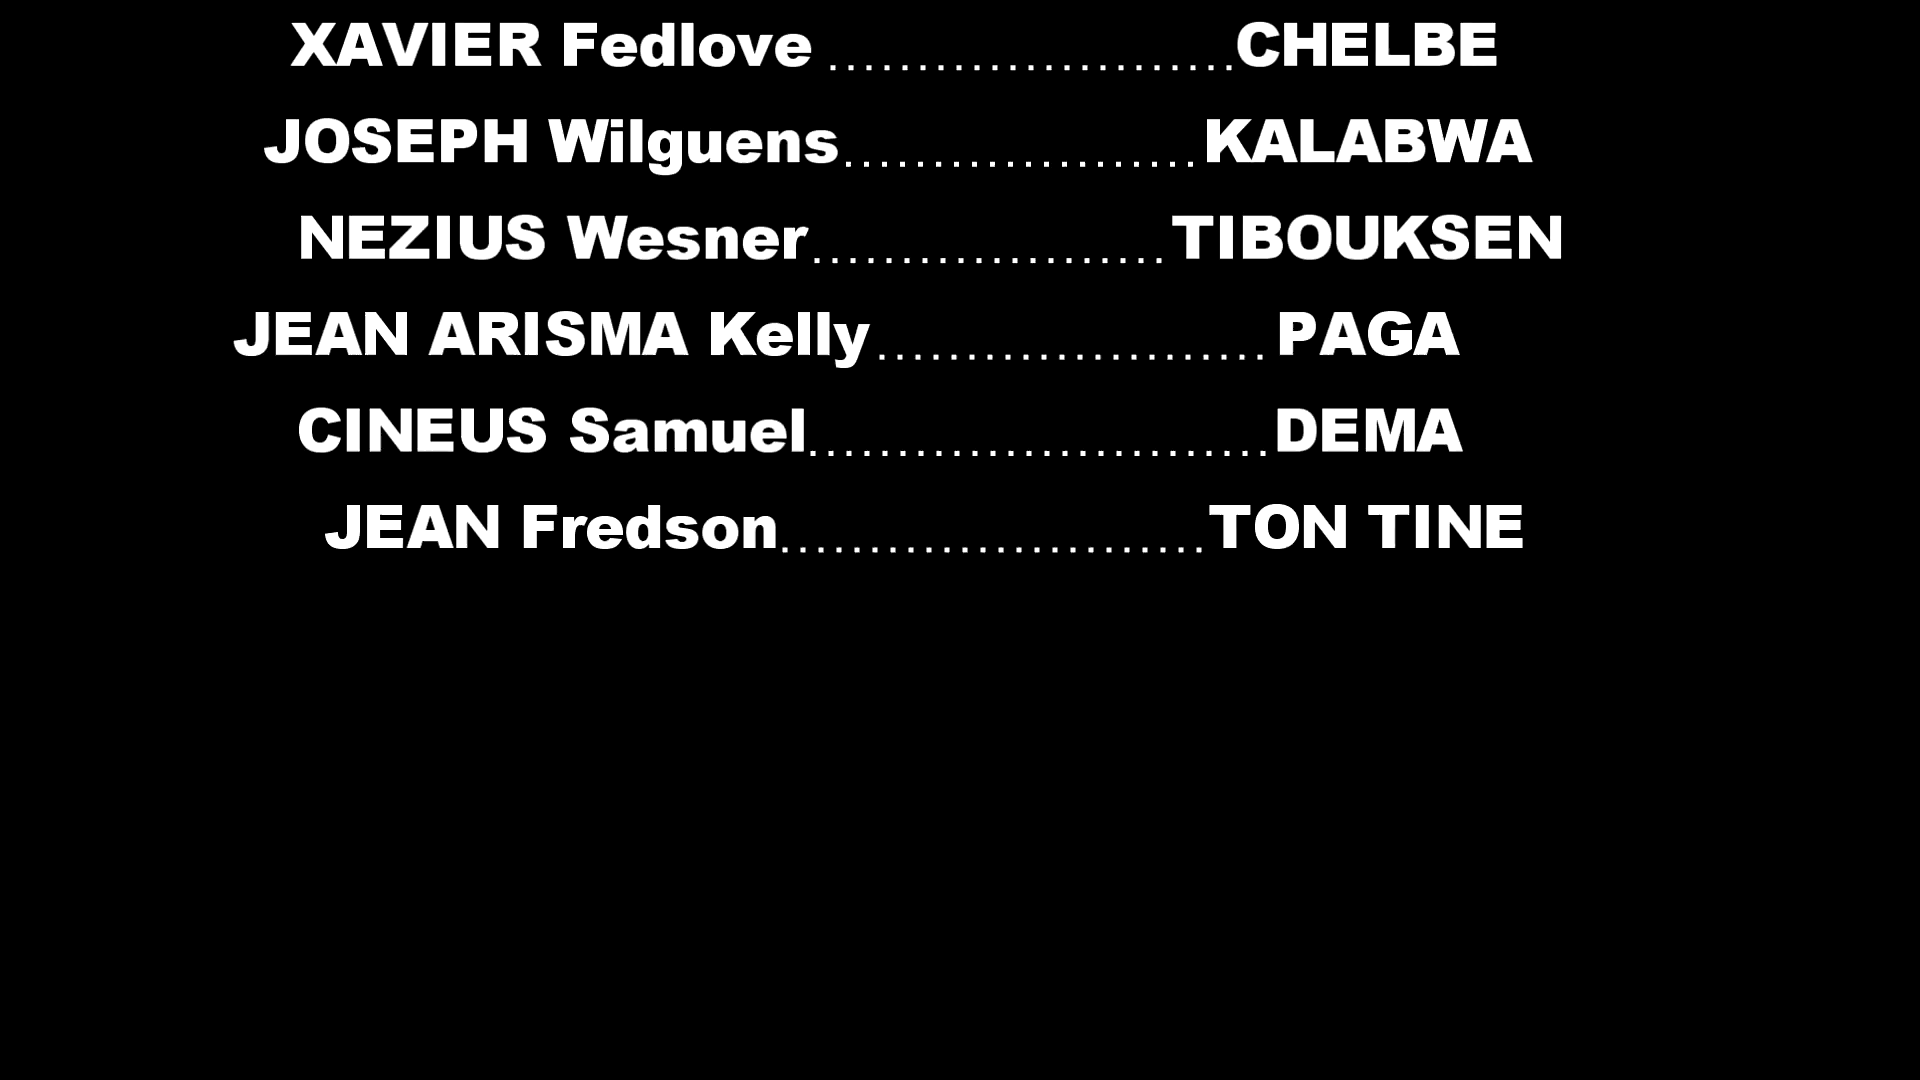 XAVIER Fedlove .......................CHELBE
JOSEPH Wilguens....................KALABWA
NEZIUS Wesner....................TIBOUKSEN
JEAN ARISMA Kelly......................PAGA
CINEUS Samuel..........................DEMA
JEAN Fredson........................TON TINE